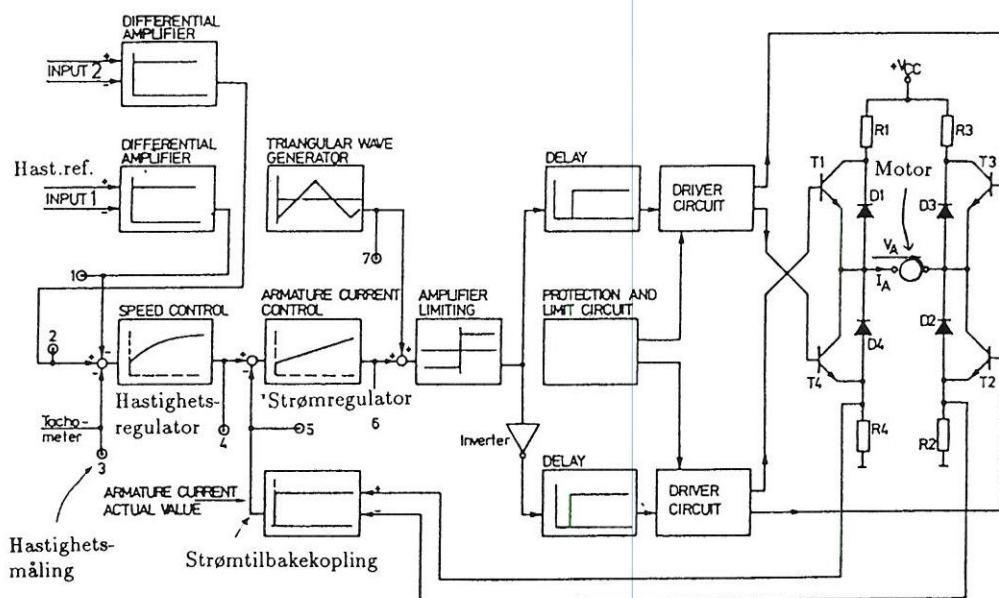 DIFFERENTIAL
AMPLIFIER
+
INPUT 2
-
+VCC
R1
R3
DIFFERENTIAL
AMPLIFIER
TRIANGULAR WAVE
GENERATOR
DELAY
Hast.ref.
+
INPUT 1
-
DRIVER
CIRCUIT
T1
Motor
T3
D1
D3
1
7
VA
IA
SPEED CONTROL
ARMATURE CURRENT
CONTROL
AMPLIFIER
LIMITING
PROTECTION AND
LIMIT CIRCUIT
2
+
-
-
+
-
+
+
D4
D2
T4
T2
Hastighets-
regulator
Strømregulator
Tacho-
meter
3
4
5
6
Inverter
R4
R2
DELAY
ARMATURE CURRENT
ACTUAL VALUE
+
-
DRIVER
CIRCUIT
Hastighets-
måling
Strømtilbakekopling